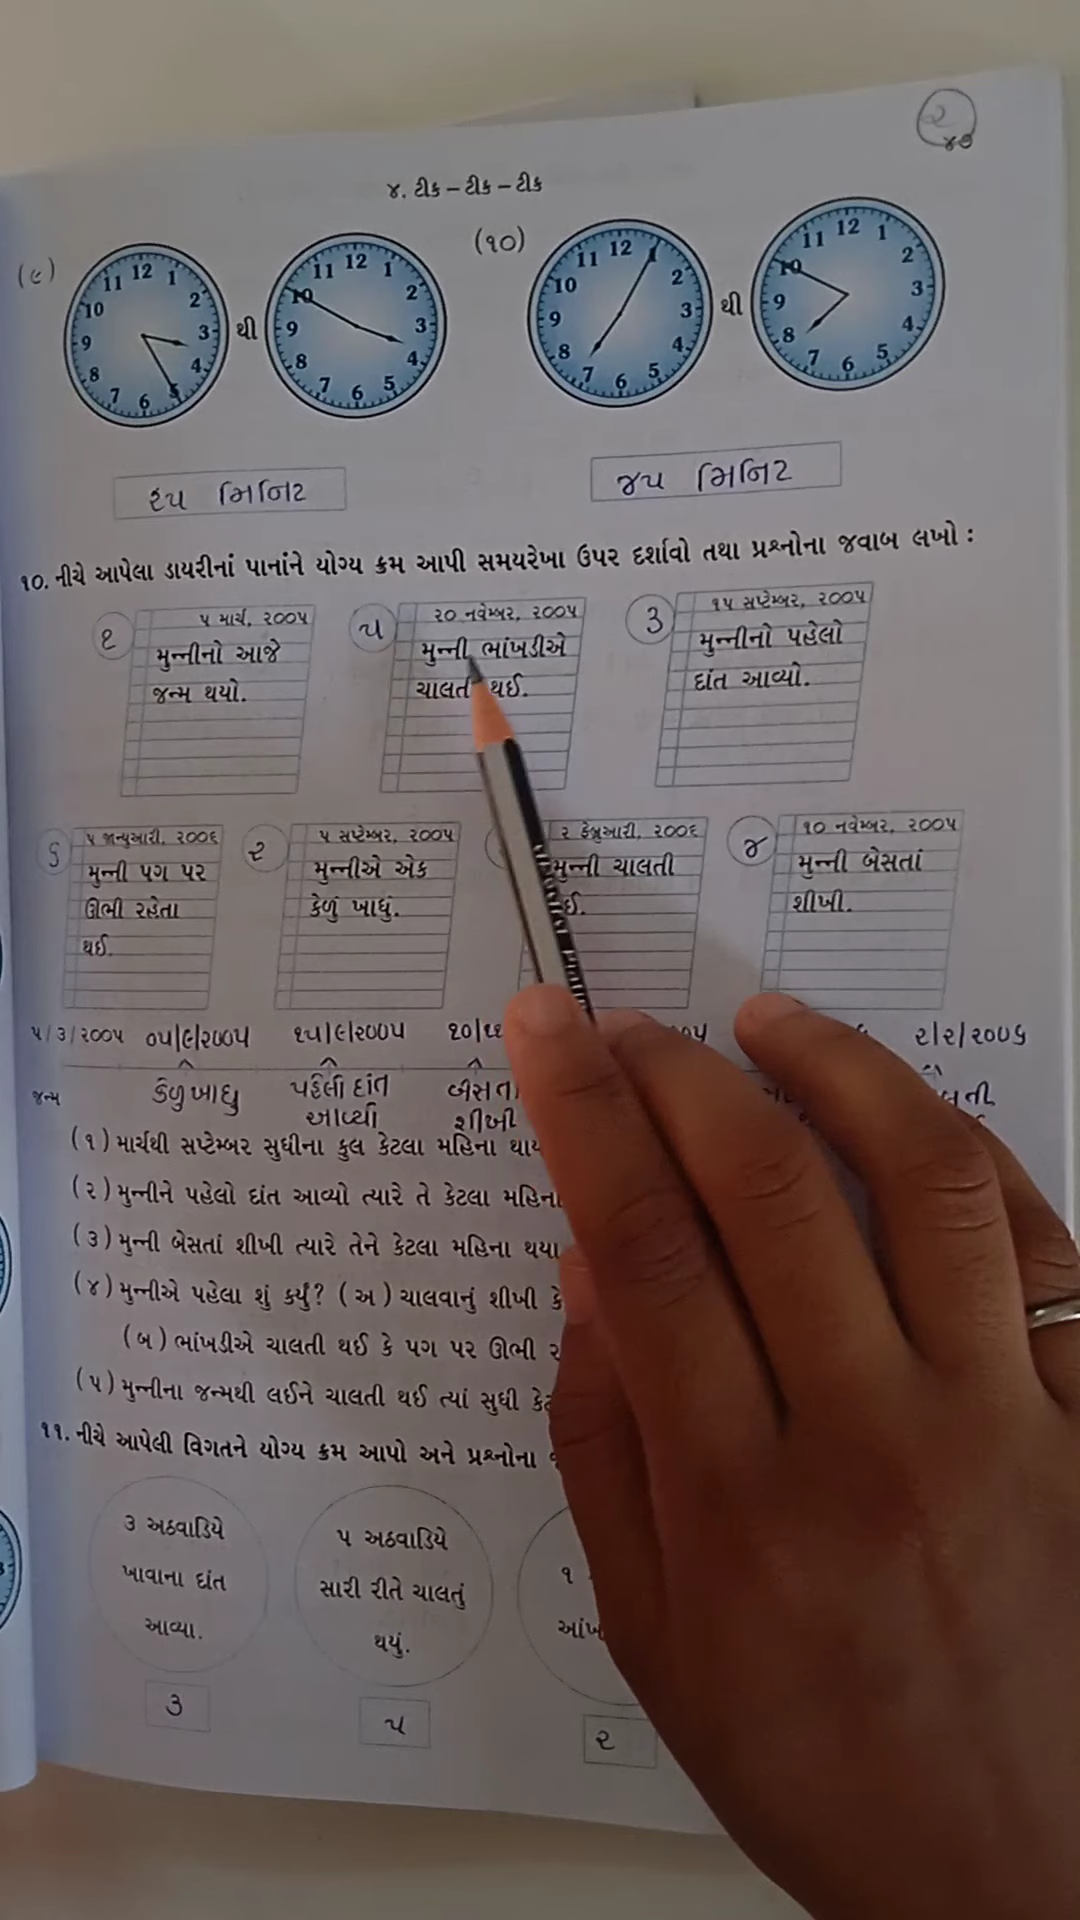 ૨
૪૭
૪. ટીક – ટીક – ટીક
(૯)
થી
(૧૦)
થી
૨૫ મિનિટ
૪૫ મિનિટ
૧૦. નીચે આપેલા ડાયરીનાં પાનાંને યોગ્ય ક્રમ આપી સમયરેખા ઉપર દર્શાવો તથા પ્રશ્નોના જવાબ લખો :
૧
૫ માર્ચ, ૨૦૦૫
મુન્નીનો આજે
જન્મ થયો.
૫
૨૦ નવેમ્બર, ૨૦૦૫
મુન્ની ભાંખડીએ
ચાલતી થઈ.
૩
૧૫ સપ્ટેમ્બર, ૨૦૦૫
મુન્નીનો પહેલો
દાંત આવ્યો.
૬
૫ જાન્યુઆરી, ૨૦૦૬
મુન્ની પગ પર
ઊભી રહેતા
થઈ.
૨
૫ સપ્ટેમ્બર, ૨૦૦૫
મુન્નીએ એક
કેળું ખાધું.
૨ ફેબ્રુઆરી, ૨૦૦૬
મુન્ની ચાલતી
૪
૧૦ નવેમ્બર, ૨૦૦૫
મુન્ની બેસતાં
શીખી.
૫/૩/૨૦૦૫ ૦૫/૯/૨૦૦૫ ૧૫/૯/૨૦૦૫ ૨/૨/૨૦૦૬
જન્મ કેળુ ખાધુ પહેલી દાંત
આવ્યો શીખી
(૧) માર્ચથી સપ્ટેમ્બર સુધીના કુલ કેટલા મહિના
(૨) મુન્નીને પહેલો દાંત આવ્યો ત્યારે તે કેટલા મહિના
(૩) મુન્ની બેસતાં શીખી ત્યારે તેને કેટલા મહિના થયા
(૪) મુન્નીએ પહેલા શું કર્યું? (અ) ચાલવાનું શીખી કે
(બ) ભાંખડીએ ચાલતી થઈ કે પગ પર ઊભી
(૫) મુન્નીના જન્મથી લઈને ચાલતી થઈ ત્યાં સુધી
૧૧. નીચે આપેલી વિગતને યોગ્ય ક્રમ આપો અને પ્રશ્નોના
૩ અઠવાડિયે
ખાવાના દાંત
આવ્યા.
૩
૫ અઠવાડિયે
સારી રીતે ચાલતું
થયું.
૫
૧
૨